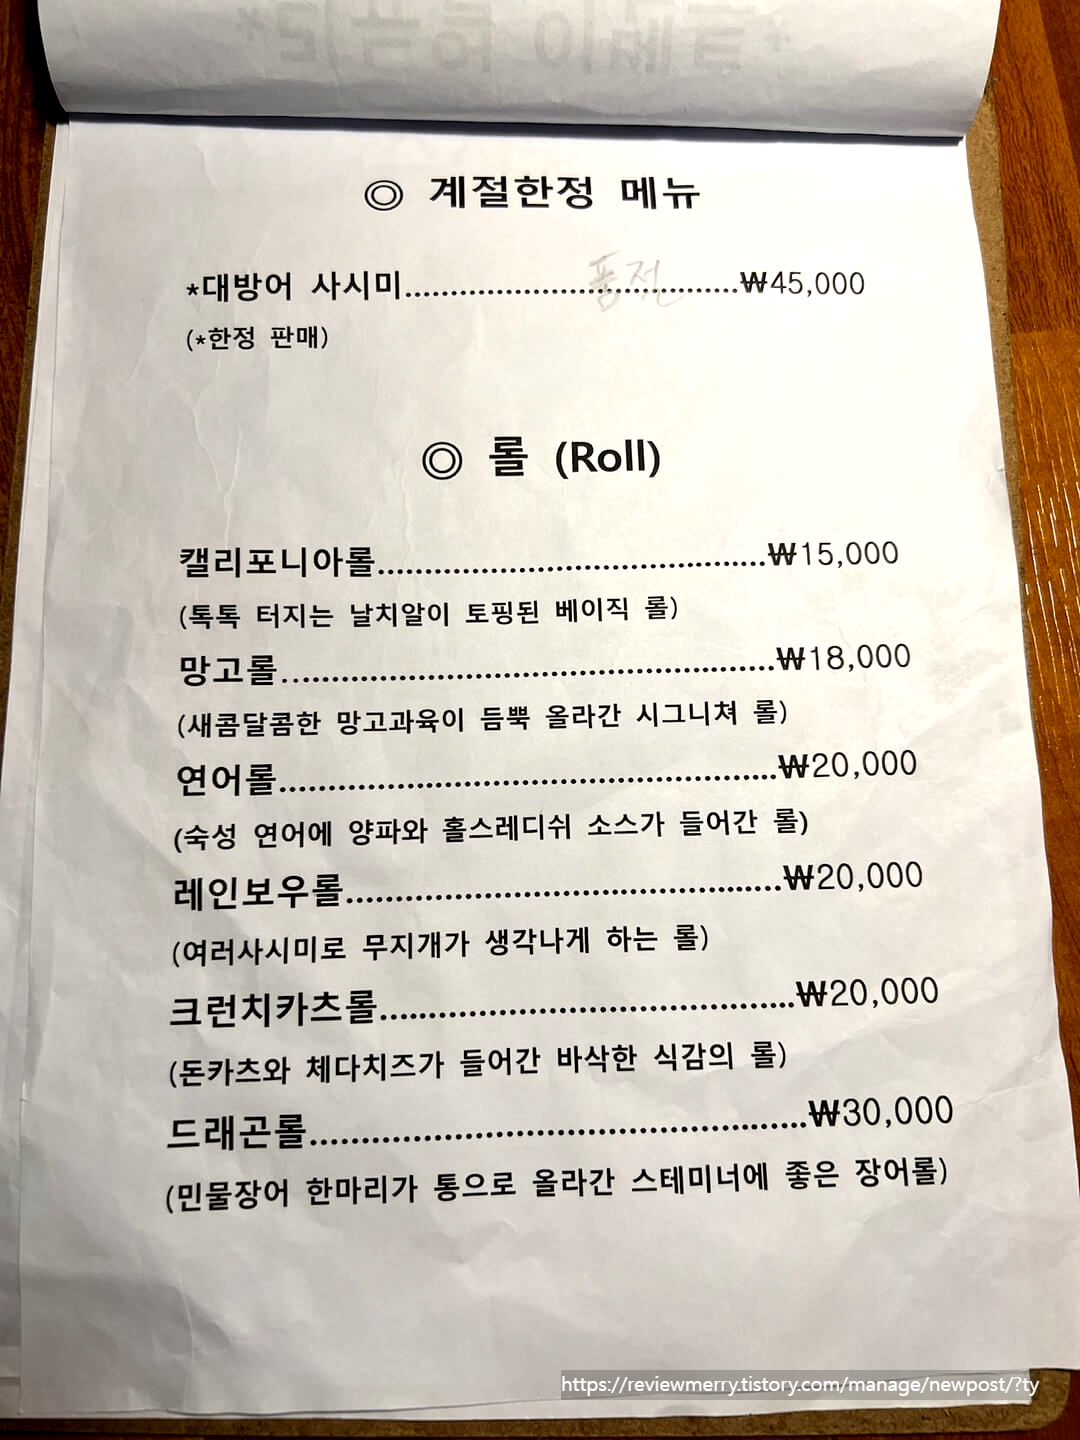 ◎ 계절한정 메뉴
*대방어 사시미......................................₩45,000
품절
(*한정 판매)
◎ 롤 (Roll)
캘리포니아롤.............................................₩15,000
(톡톡 터지는 날치알이 토핑된 베이직 롤)
망고롤.........................................................₩18,000
(새콤달콤한 망고과육이 듬뿍 올라간 시그니쳐 롤)
연어롤.........................................................₩20,000
(숙성 연어에 양파와 홀스레디쉬 소스가 들어간 롤)
레인보우롤..................................................₩20,000
(여러사시미로 무지개가 생각나게 하는 롤)
크런치카츠롤...............................................₩20,000
(돈카츠와 체다치즈가 들어간 바삭한 식감의 롤)
드래곤롤......................................................₩30,000
(민물장어 한마리가 통으로 올라간 스테미너에 좋은 장어롤)
https://reviewmerry.tistory.com/manage/newpost/?ty